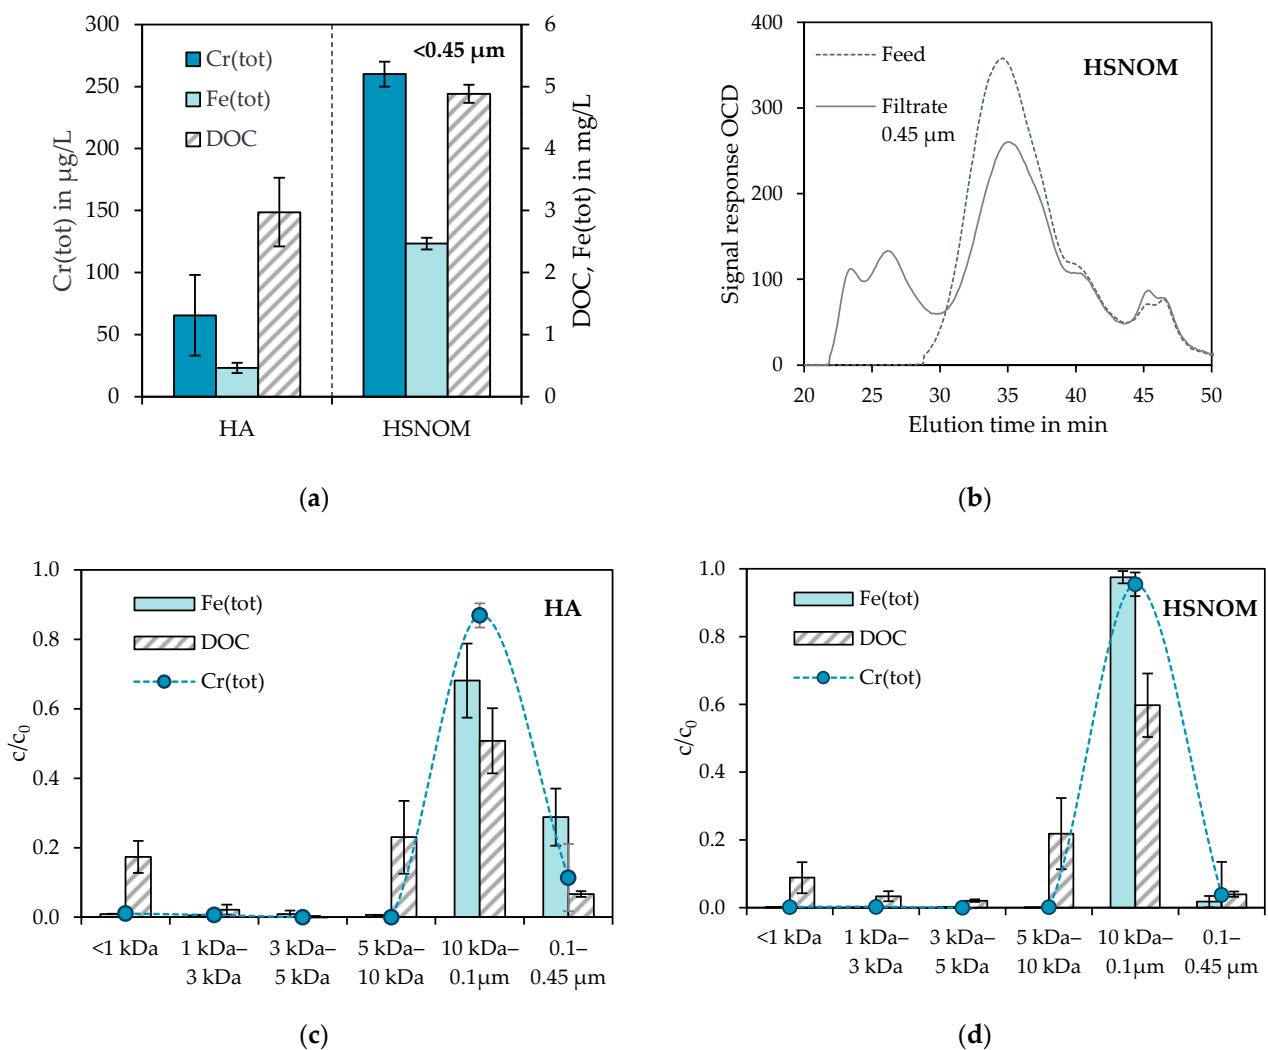 300
250
200
150
100
50
0
Cr(tot) in µg/L
Cr(tot)
Fe(tot)
DOC
<0.45 µm
6
5
4
3
2
1
0
DOC, Fe(tot) in mg/L
HA
HSNOM
(a)
400
300
200
100
0
Signal response OCD
Feed
Filtrate
0.45 µm
HSNOM
20
25
30
35
40
45
50
Elution time in min
(b)
1.0
0.8
0.6
0.4
0.2
0.0
c/c0
Fe(tot)
DOC
Cr(tot)
HA
<1 kDa
1 kDa–
3 kDa
3 kDa–
5 kDa
5 kDa–
10 kDa
10 kDa–
0.1µm
0.1–
0.45 µm
(c)
1.0
0.8
0.6
0.4
0.2
0.0
c/c0
Fe(tot)
DOC
Cr(tot)
HSNOM
<1 kDa
1 kDa–
3 kDa
3 kDa–
5 kDa
5 kDa–
10 kDa
10 kDa–
0.1µm
0.1–
0.45 µm
(d)